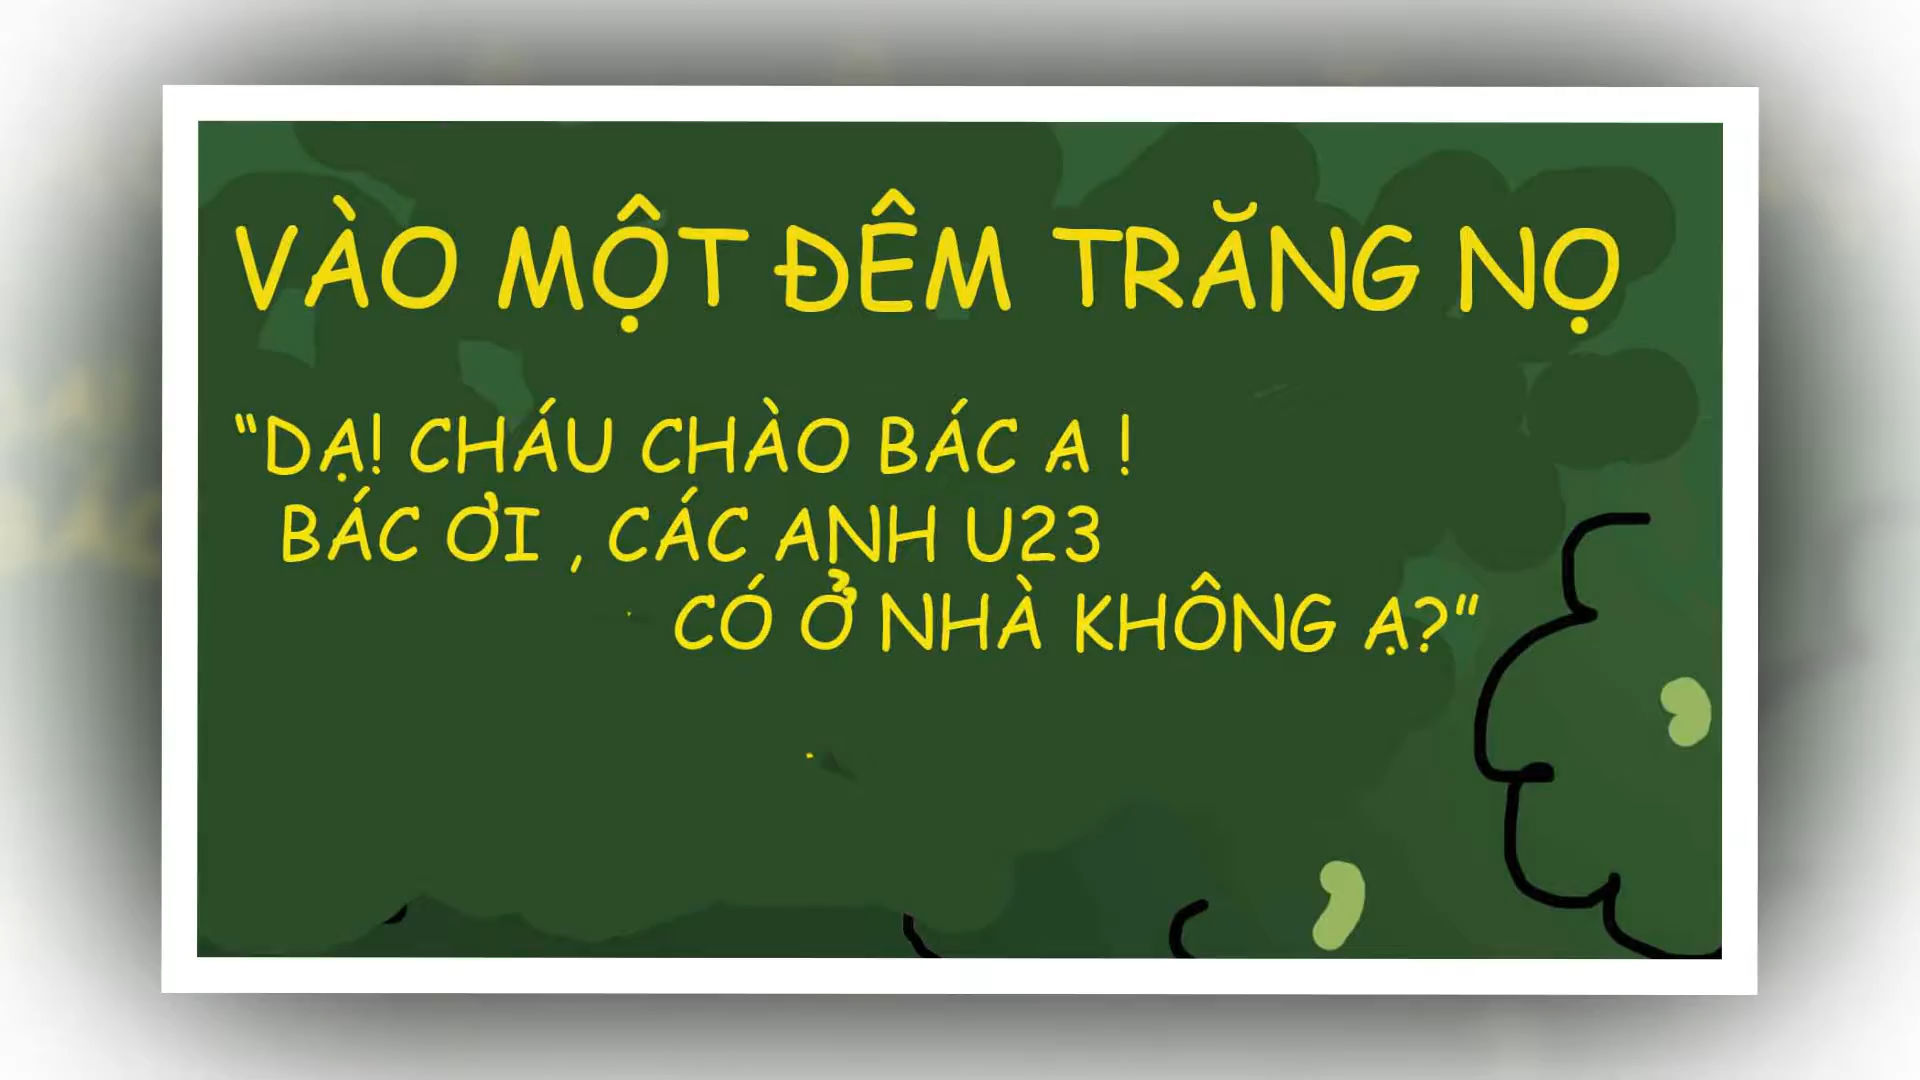 VÀO MỘT ĐÊM TRĂNG NỌ
"DẠ! CHÁU CHÀO BÁC Ạ !
BÁC ƠI , CÁC ANH U23
CÓ Ở NHÀ KHÔNG Ạ?"